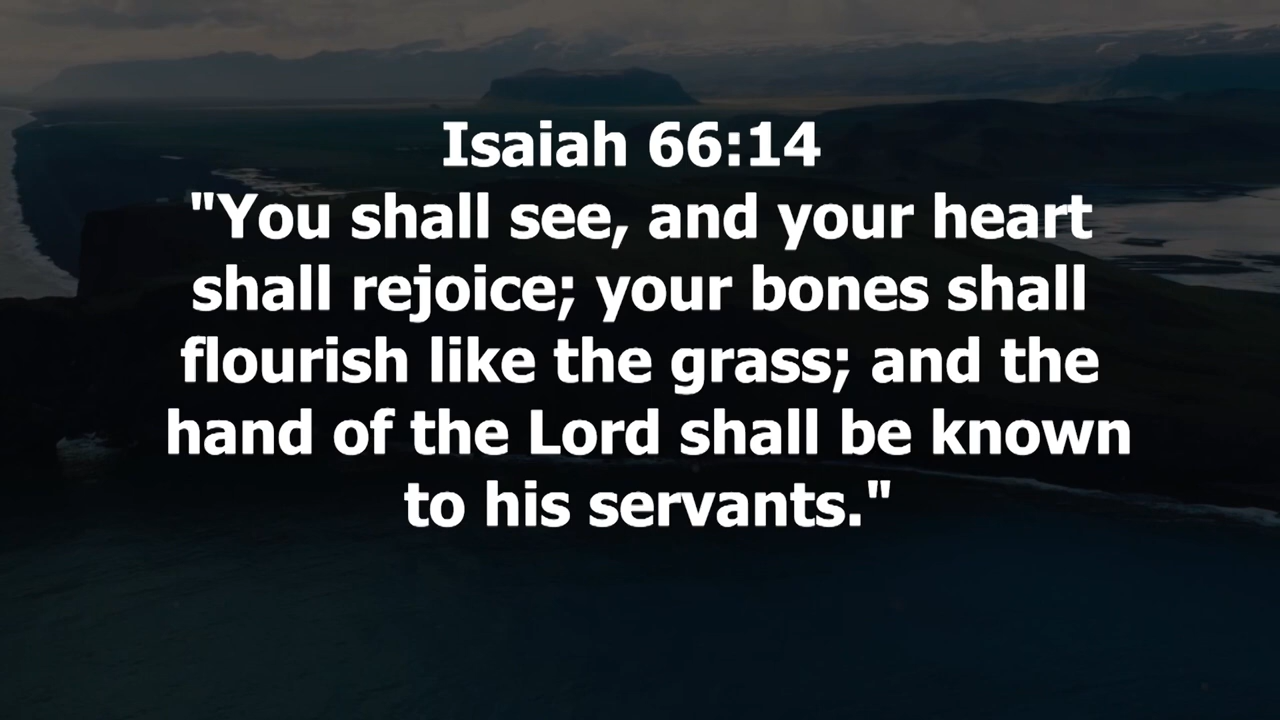 Isaiah 66:14
"You shall see, and your heart
shall rejoice; your bones shall
flourish like the grass; and the
hand of the Lord shall be known
to his servants."